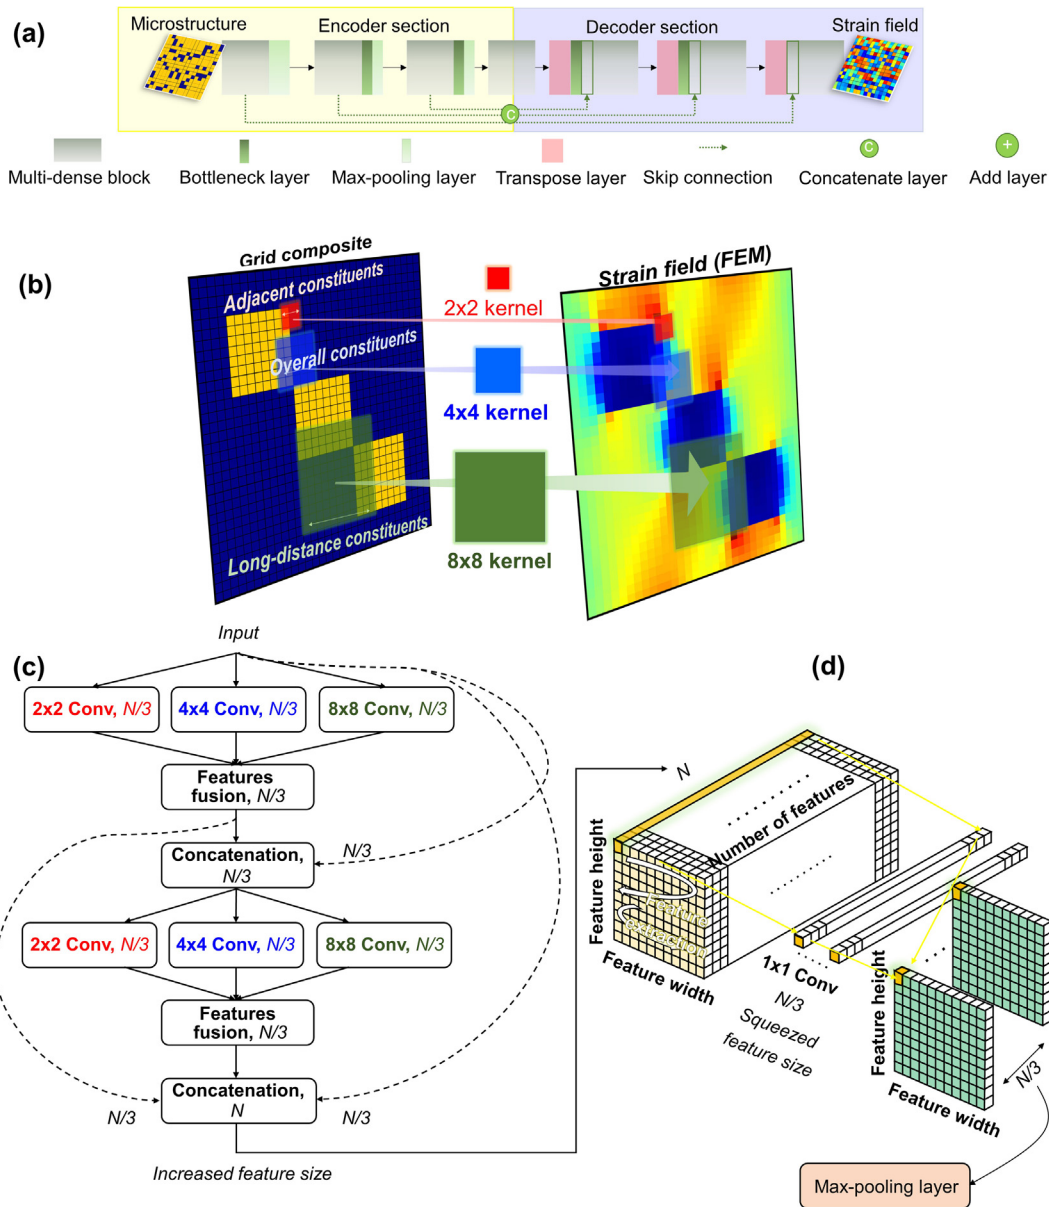 (a)
Microstructure
Encoder section
Decoder section
Strain field
C
Multi-dense block
Bottleneck layer
Max-pooling layer
Transpose layer
Skip connection
C
Concatenate layer
+
Add layer
(b)
Grid composite
Adjacent constituents
Overall constituents
Long-distance constituents
2x2 kernel
4x4 kernel
8x8 kernel
Strain field (FEM)
(c)
Input
2x2 Conv, N/3
4x4 Conv, N/3
8x8 Conv, N/3
Features
fusion, N/3
Concatenation,
N/3
N/3
2x2 Conv, N/3
4x4 Conv, N/3
8x8 Conv, N/3
Features
fusion, N/3
Concatenation,
N
N/3
N/3
Increased feature size
(d)
N
Number of features
Feature height
Feature
extraction
Feature width
1x1 Conv
N/3
Squeezed
feature size
Feature height
Feature width
N/3
Max-pooling layer